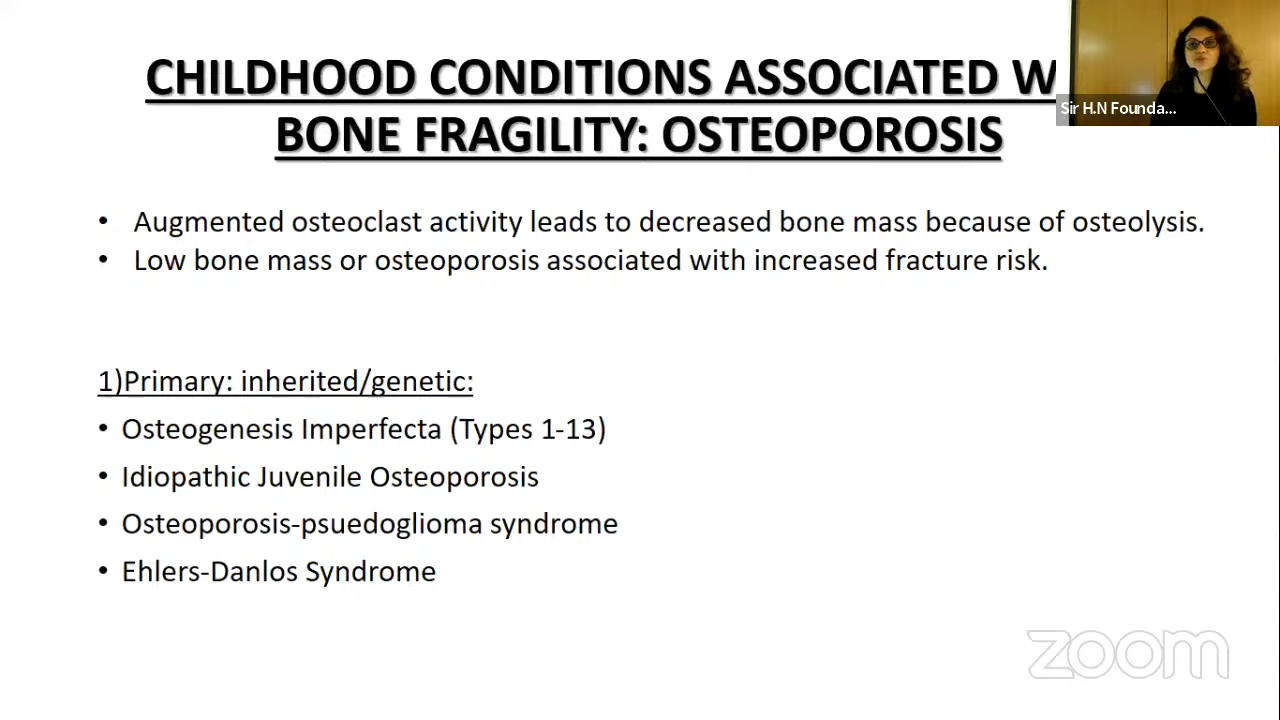 CHILDHOOD CONDITIONS ASSOCIATED W
BONE FRAGILITY: OSTEOPOROSIS
Sir H.N Founda...
• Augmented osteoclast activity leads to decreased bone mass because of osteolysis.
• Low bone mass or osteoporosis associated with increased fracture risk.
1)Primary: inherited/genetic:
• Osteogenesis Imperfecta (Types 1-13)
• Idiopathic Juvenile Osteoporosis
• Osteoporosis-psuedoglioma syndrome
• Ehlers-Danlos Syndrome
zoom